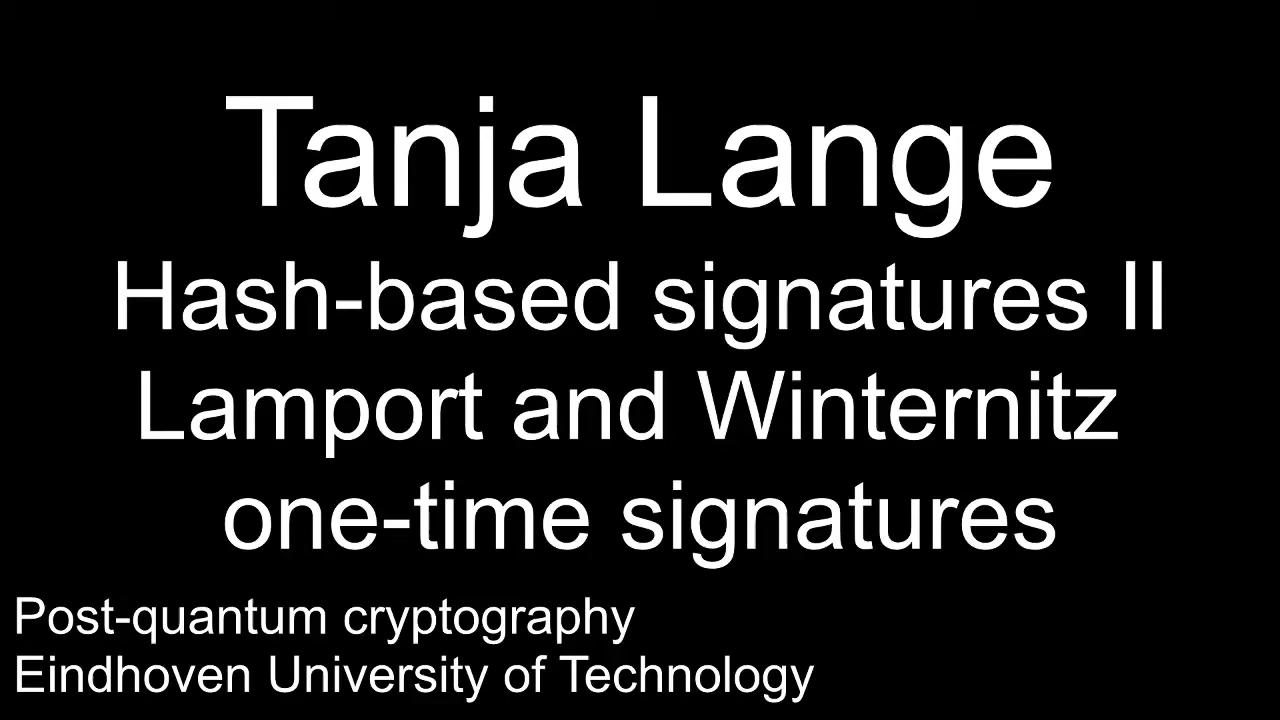 Tanja Lange
Hash-based signatures II
Lamport and Winternitz
one-time signatures
Post-quantum cryptography
Eindhoven University of Technology